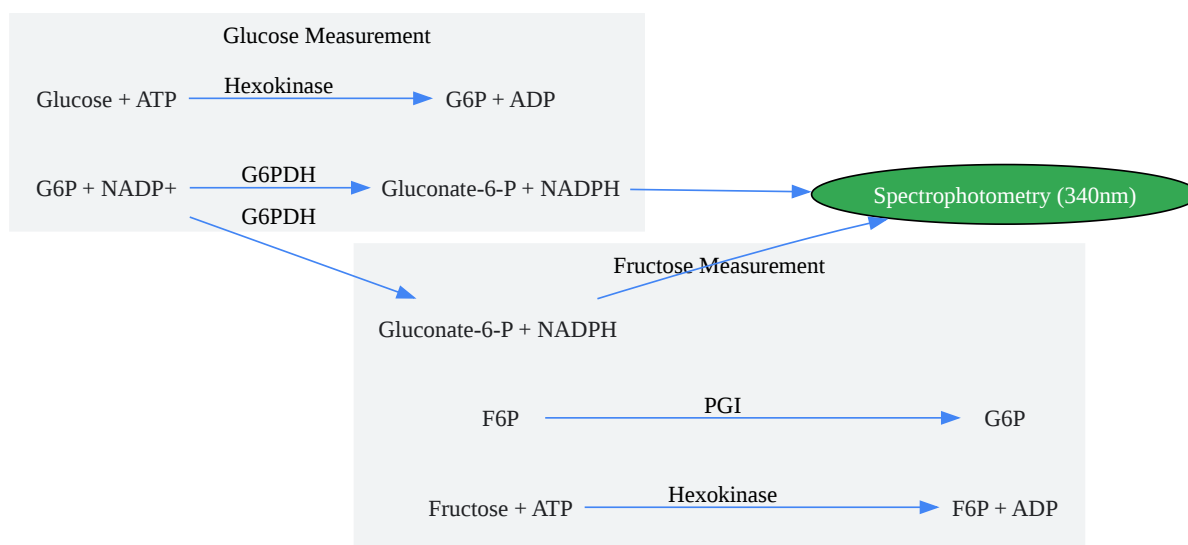 Glucose Measurement
Glucose + ATP
Hexokinase
G6P + ADP
G6P + NADP+
G6PDH
Gluconate-6-P + NADPH
G6PDH
Spectrophotometry (340nm)
Fructose Measurement
Gluconate-6-P + NADPH
F6P
PGI
G6P
Fructose + ATP
Hexokinase
F6P + ADP